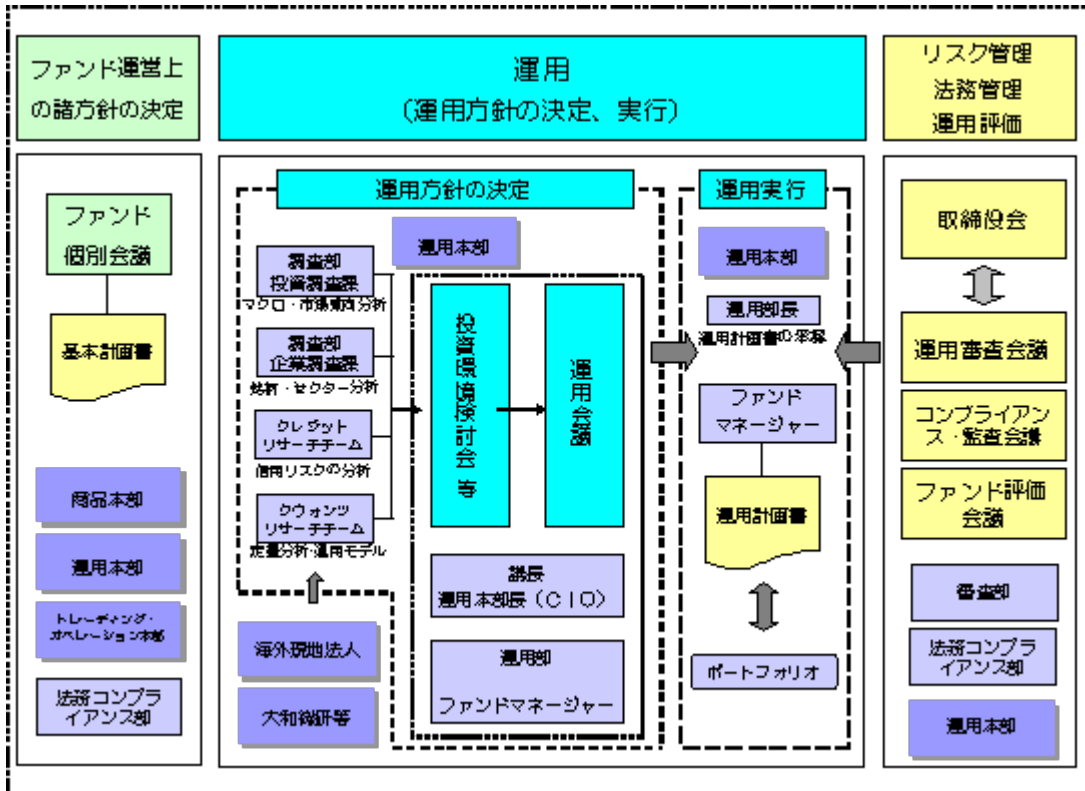 ファンド運営上
の諸方針の決定
運用
（運用方針の決定、実行）
リスク管理
法務管理
運用評価
ファンド
個別会議
基本計画書
商品本部
運用本部
トレーディング・
オペレーション本部
法務コンプラ
イアンス部
運用方針の決定
運用本部
調査部
投資調査課
マクロ・市場動向分析
調査部
企業調査課
銘柄・セクター分析
クレジット
リサーチチーム
信用リスクの分析
クウォンツ
リサーチチーム
定量分析・運用モデル
海外現地法人
大和総研等
投資環境検討会 等
運用会議
議長
運用本部長（ＣＩＯ）
運用部
ファンドマネージャー
運用実行
運用本部
運用部長
運用計画書の承認
ファンド
マネージャー
運用計画書
ポートフォリオ
取締役会
運用審査会議
コンプライアン
ス・監査会議
ファンド評価
会議
審査部
法務コンプラ
イアンス部
運用本部